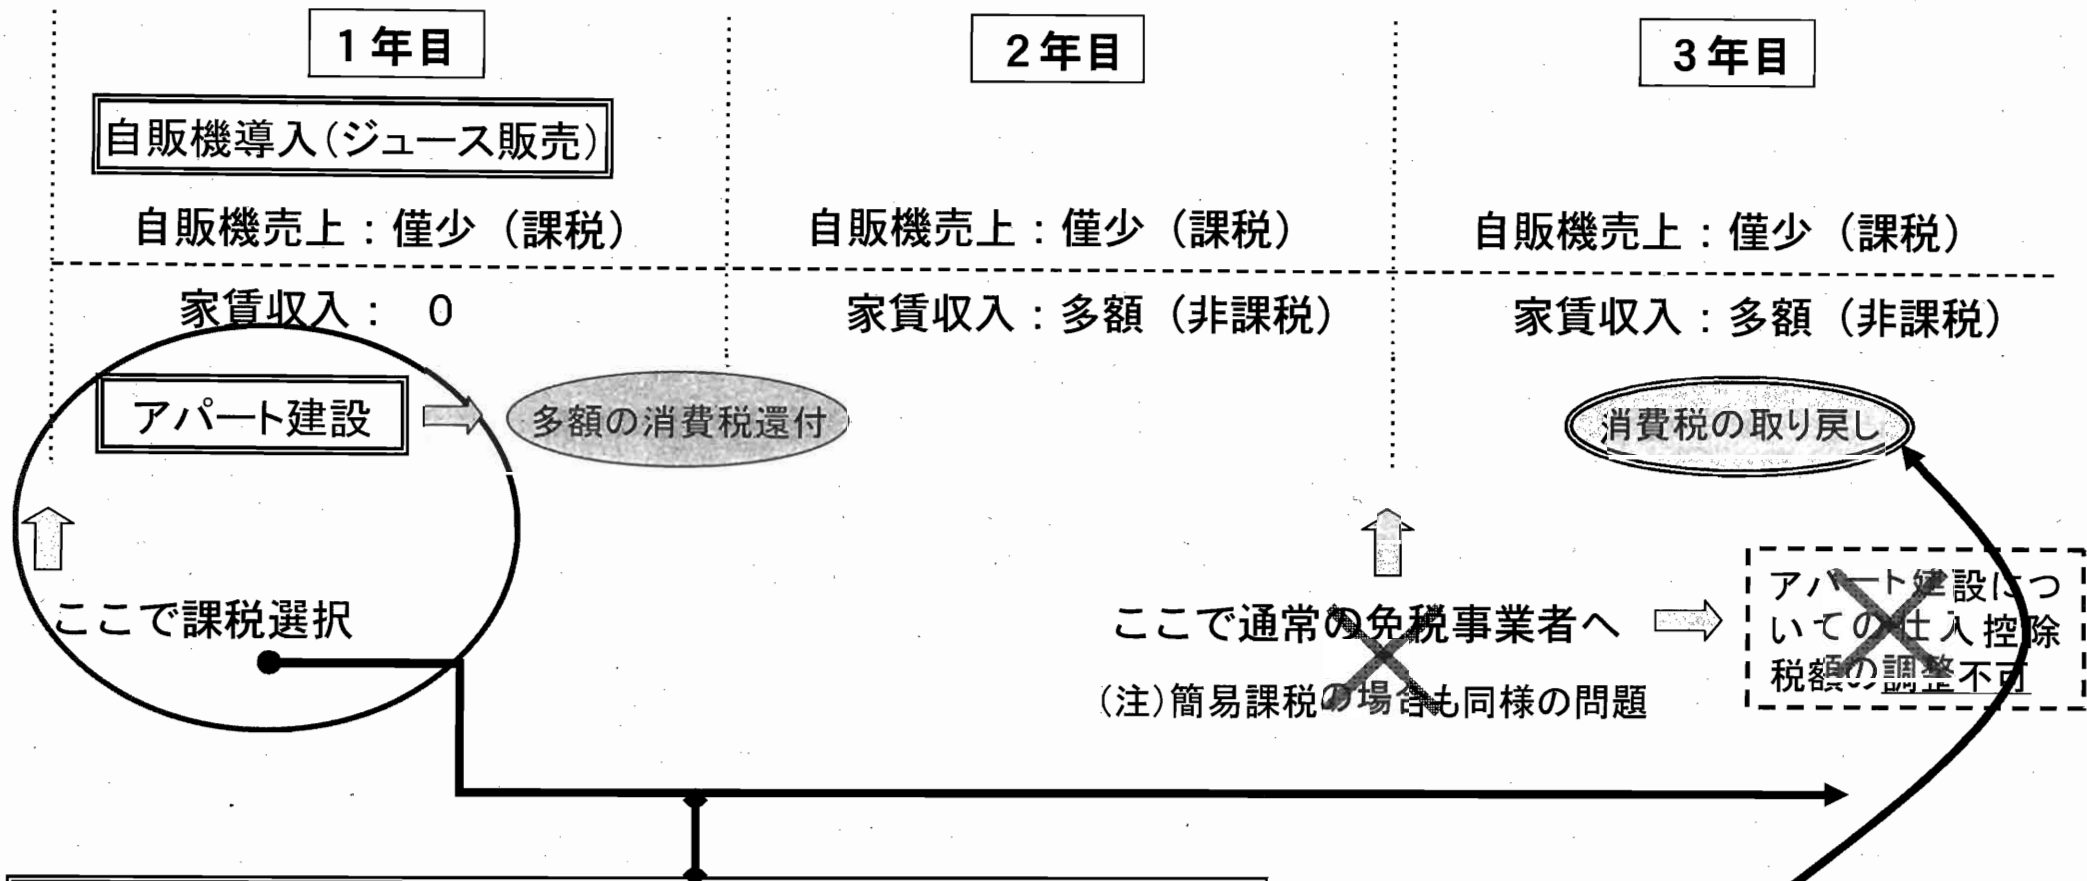 1年目
2年目
3年目
自販機導入（ジュース販売）
自販機売上：僅少（課税）
自販機売上：僅少（課税）
自販機売上：僅少（課税）
家賃収入： 0
家賃収入：多額（非課税）
家賃収入：多額（非課税）
アパート建設
多額の消費税還付
消費税の取り戻し
ここで課税選択
ここで通常の免税事業者へ
（注）簡易課税の場合も同様の問題
アパート建設につ
いての仕入控除
税額の調整不可